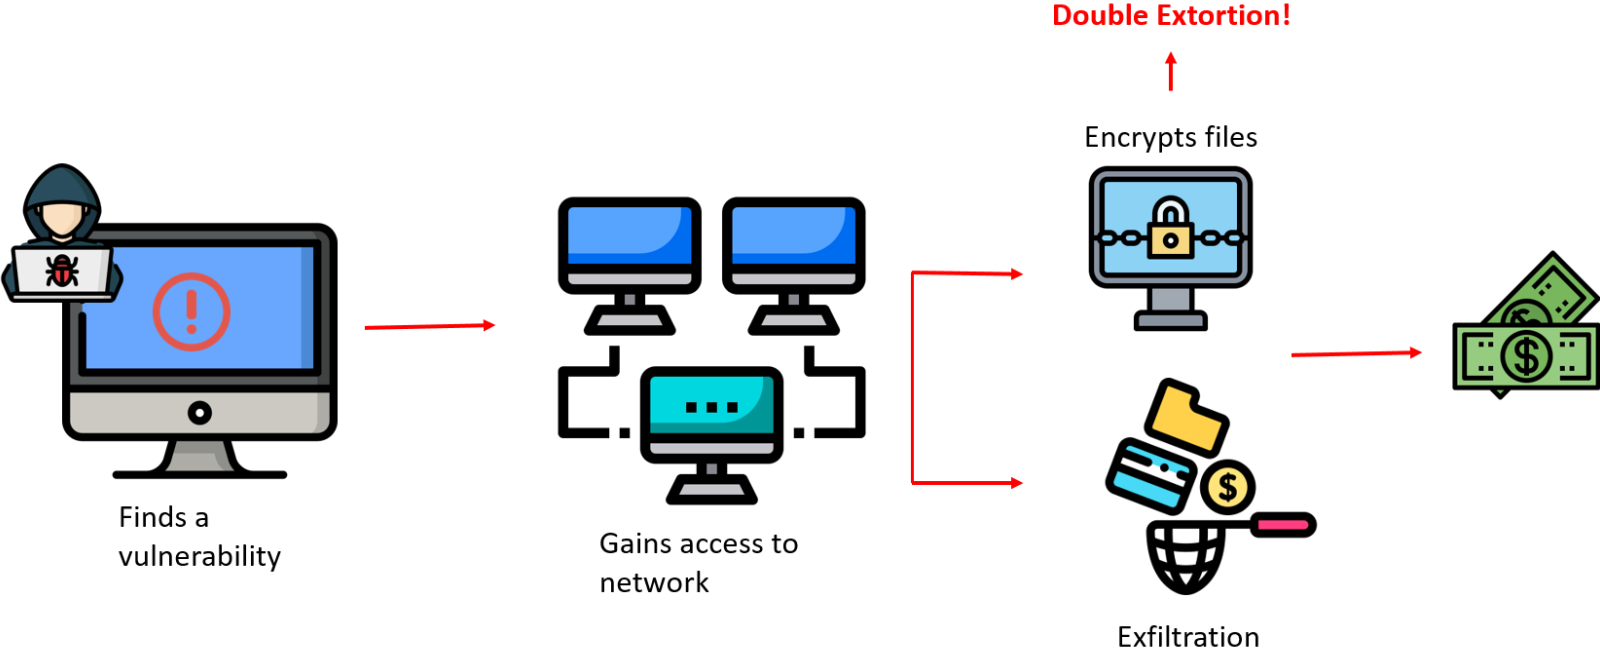 Double Extortion!
Encrypts files
Finds a
vulnerability
Gains access to
network
Exfiltration